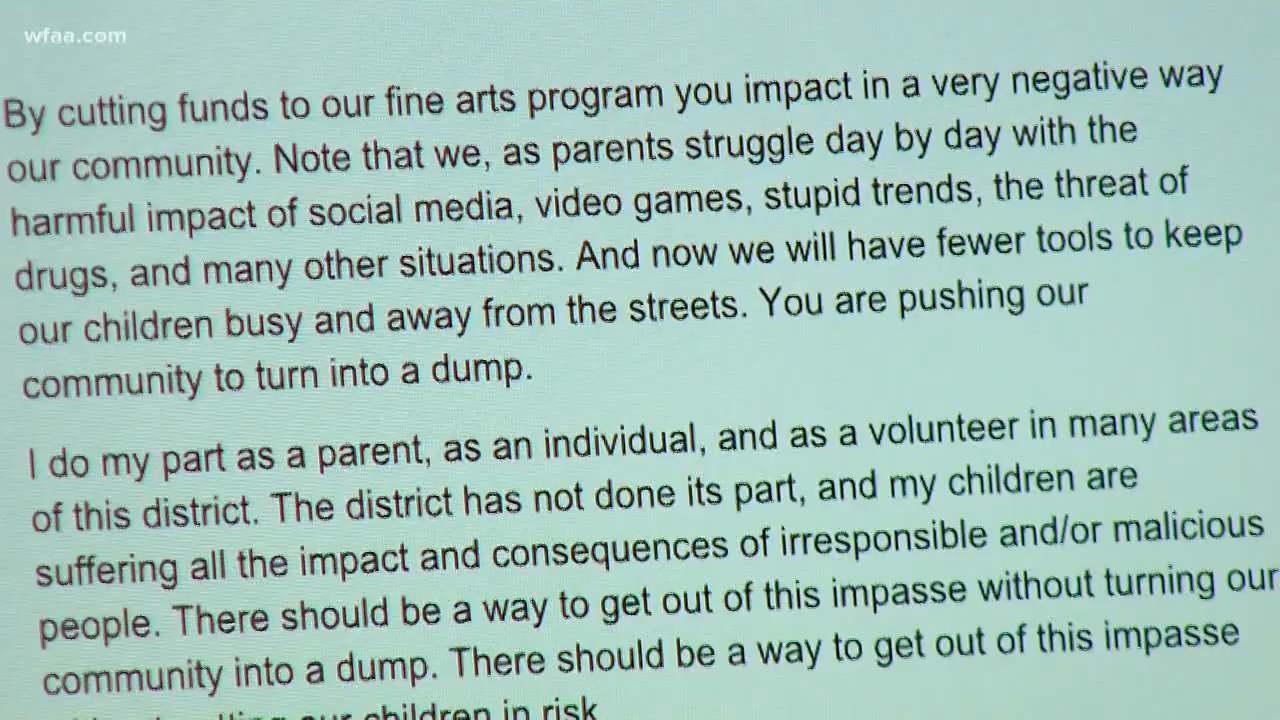 wfaa.com
By cutting funds to our fine arts program you impact in a very negative way
our community. Note that we, as parents struggle day by day with the
harmful impact of social media, video games, stupid trends, the threat of
drugs, and many other situations. And now we will have fewer tools to keep
our children busy and away from the streets. You are pushing our
community to turn into a dump.
I do my part as a parent, as an individual, and as a volunteer in many areas
of this district. The district has not done its part, and my children are
suffering all the impact and consequences of irresponsible and/or malicious
people. There should be a way to get out of this impasse without turning our
community into a dump. There should be a way to get out of this impasse
our children in risk